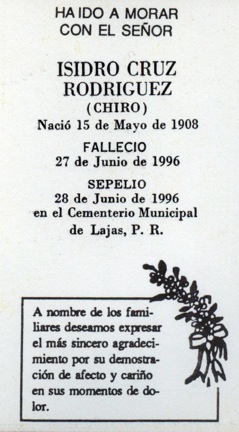 HA IDO A MORAR
CON EL SEÑOR
ISIDRO CRUZ
RODRIGUEZ
(CHIRO)
Nació 15 de Mayo de 1908
FALLECIO
27 de Junio de 1996
SEPELIO
28 de Junio de 1996
en el Cementerio Municipal
de Lajas, P. R.
A nombre de los fami-
liares deseamos expresar
el más sincero agradeci-
miento por su demostra-
ción de afecto y cariño
en sus momentos de do-
lor.